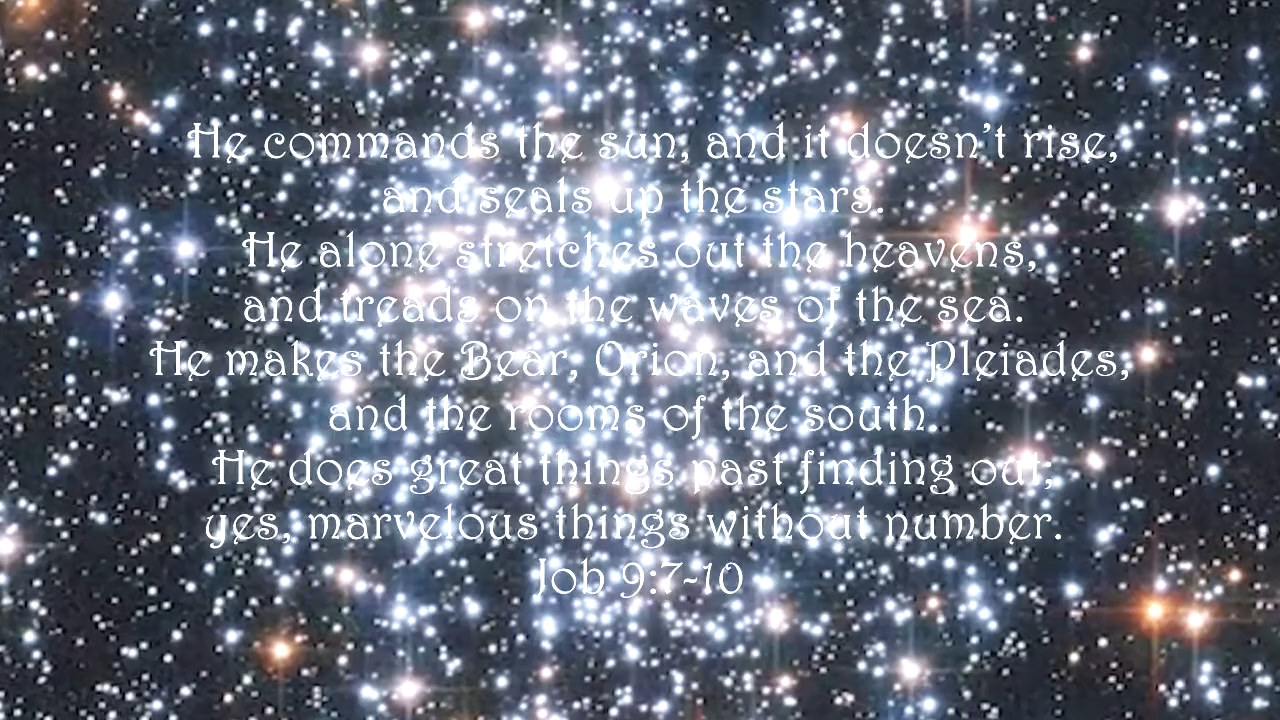 He commands the sun, and it doesn’t rise,
and seals up the stars.
He alone stretches out the heavens,
and treads on the waves of the sea.
He makes the Bear, Orion, and the Pleiades,
and the rooms of the south.
He does great things past finding out;
yes, marvelous things without number.
Job 9:7-10